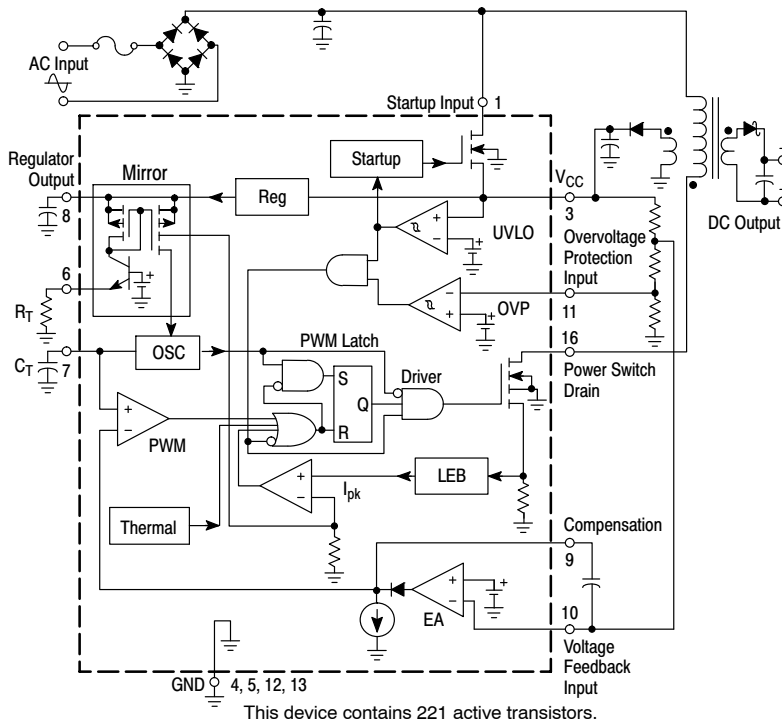 AC Input
Startup Input
1
Regulator
Output
8
Mirror
Startup
Reg
VCC
3
UVLO
DC Output
Overvoltage
Protection
Input
11
OVP
6
RT
16
Power Switch
Drain
CT
7
OSC
PWM Latch
S
Q
R
Driver
PWM
Ipk
LEB
Thermal
Compensation
9
EA
10
Voltage
Feedback
Input
GND
4, 5, 12, 13
This device contains 221 active transistors.